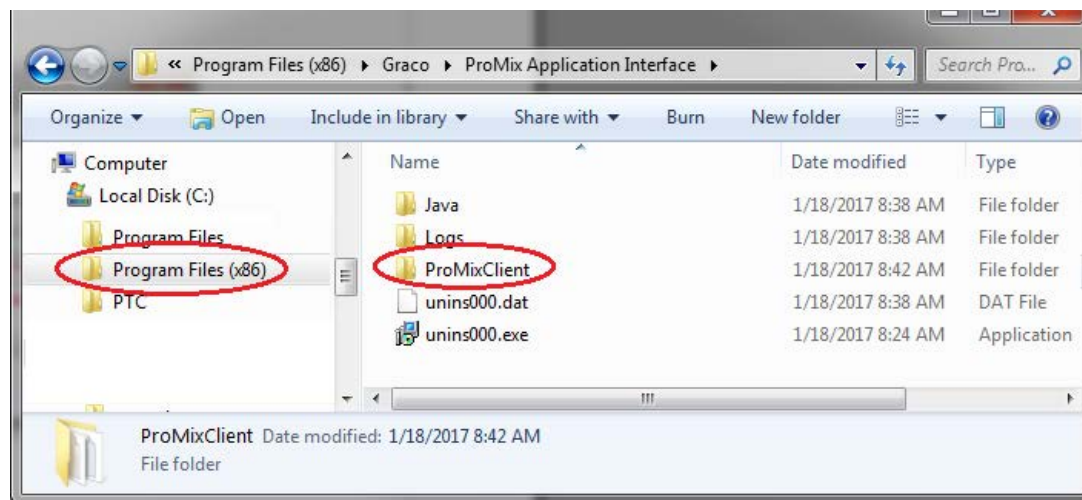 « Program Files (x86) ▸ Graco ▸ ProMix Application Interface ▸ Search Pro...
Organize ▾ Open Include in library ▾ Share with ▾ Burn New folder
Computer
Local Disk (C:)
Program Files
Program Files (x86)
PTC
Name Date modified Type
Java 1/18/2017 8:38 AM File folder
Logs 1/18/2017 8:38 AM File folder
ProMixClient 1/18/2017 8:42 AM File folder
unins000.dat 1/18/2017 8:38 AM DAT File
unins000.exe 1/18/2017 8:24 AM Application
ProMixClient Date modified: 1/18/2017 8:42 AM
File folder